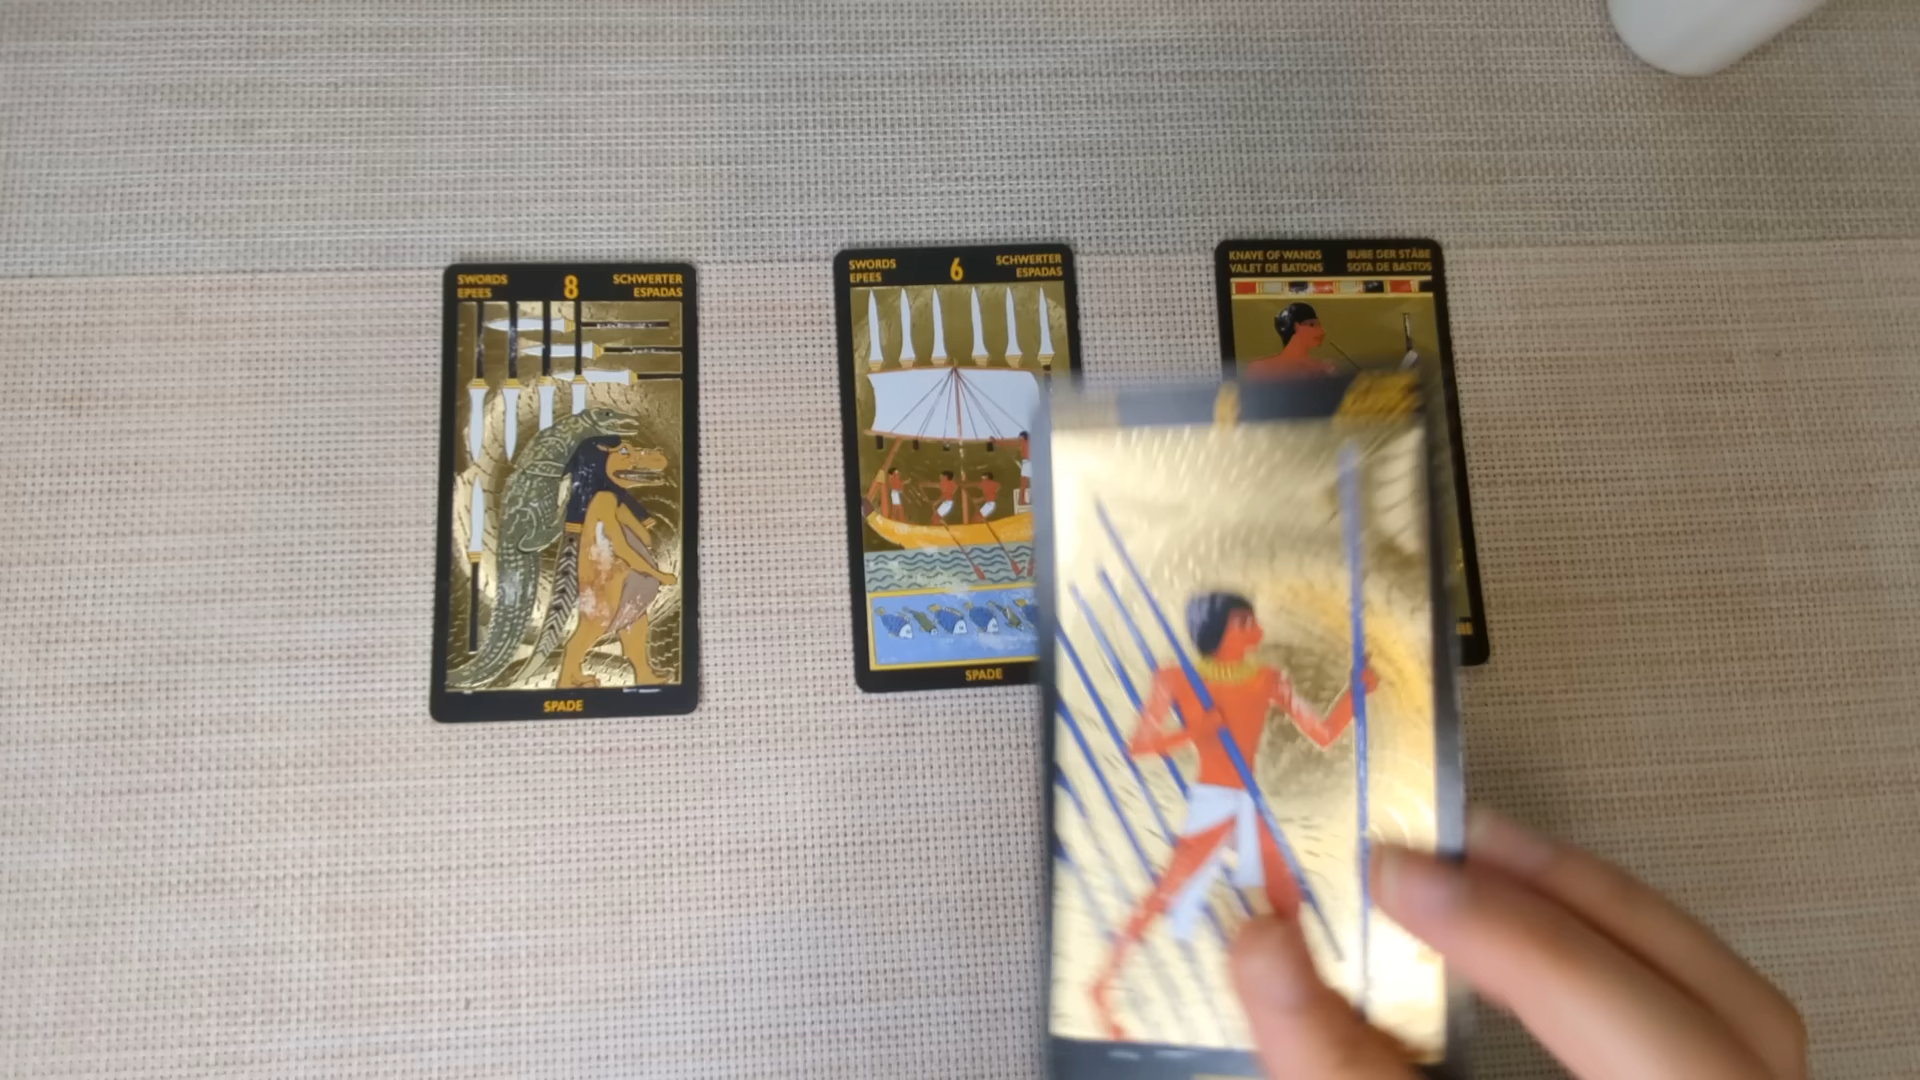 SWORDS 8 SCHWERTER
EPEES ESPADAS
SPADE
SWORDS 6 SCHWERTER
EPEES ESPADAS
SPADE
KNAVE OF WANDS BUBE DER STÄBE
VALET DE BATONS SOTA DE BASTOS